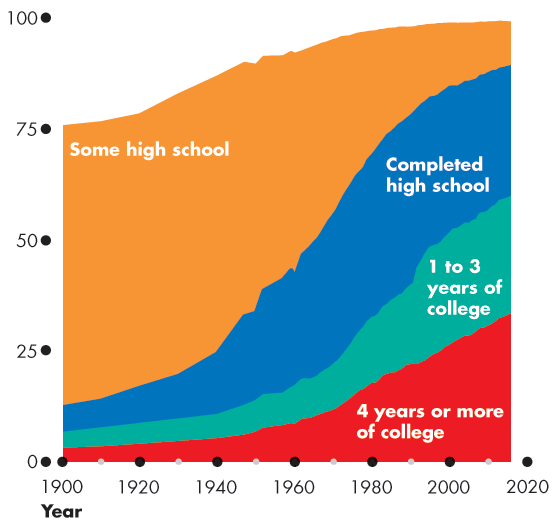 100
75
50
25
0
Some high school
Completed
high school
1 to 3
years of
college
4 years or more
of college
1900 1920 1940 1960 1980 2000 2020
Year